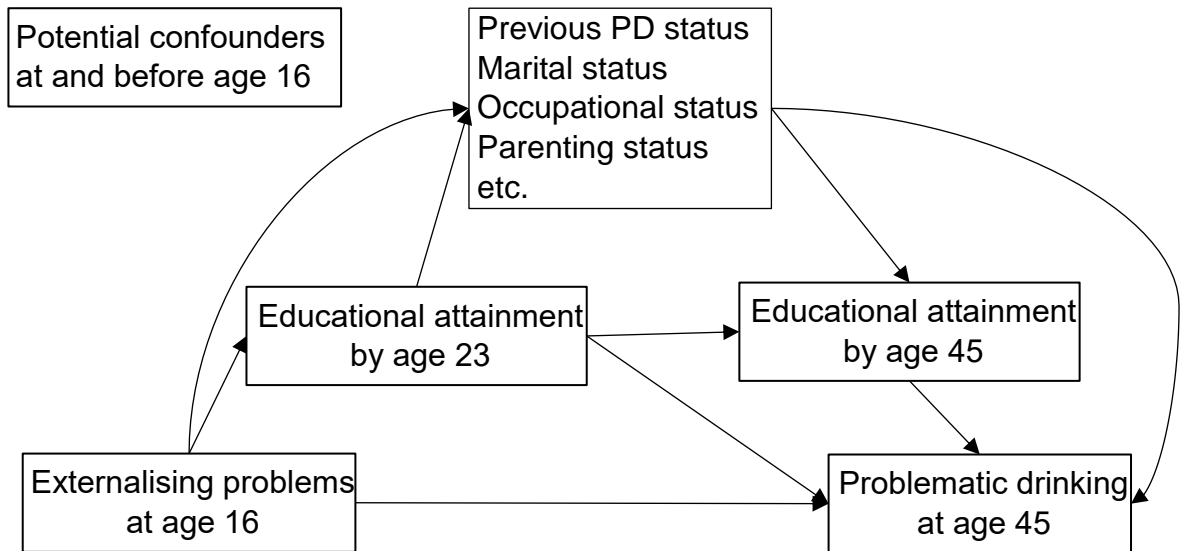 Potential confounders
at and before age 16
Previous PD status
Marital status
Occupational status
Parenting status
etc.
Educational attainment
by age 23
Educational attainment
by age 45
Externalising problems
at age 16
Problematic drinking
at age 45